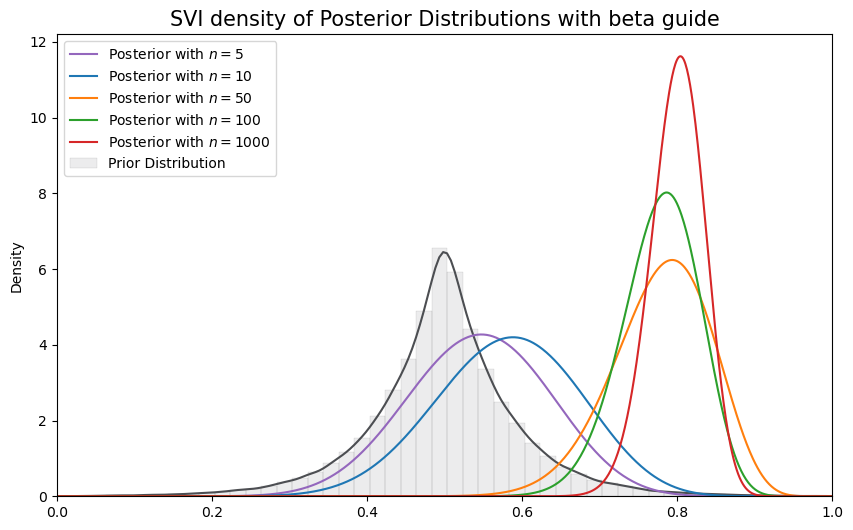 SVI density of Posterior Distributions with beta guide
Posterior with n = 5
Posterior with n = 10
Posterior with n = 50
Posterior with n = 100
Posterior with n = 1000
Prior Distribution
Density
12
10
8
6
4
2
0
0.0 0.2 0.4 0.6 0.8 1.0